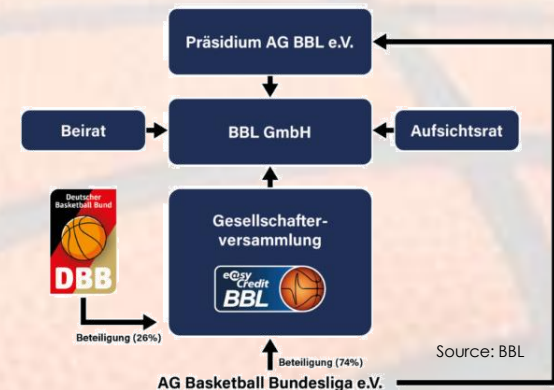 Präsidium AG BBL e.V.
Beirat
BBL GmbH
Aufsichtsrat
Deutscher
Basketball Bund
DBB
Gesellschafter-
versammlung
easy
Credit
BBL
Beteiligung (26%)
Beteiligung (74%)
Source: BBL
AG Basketball Bundesliga e.V.